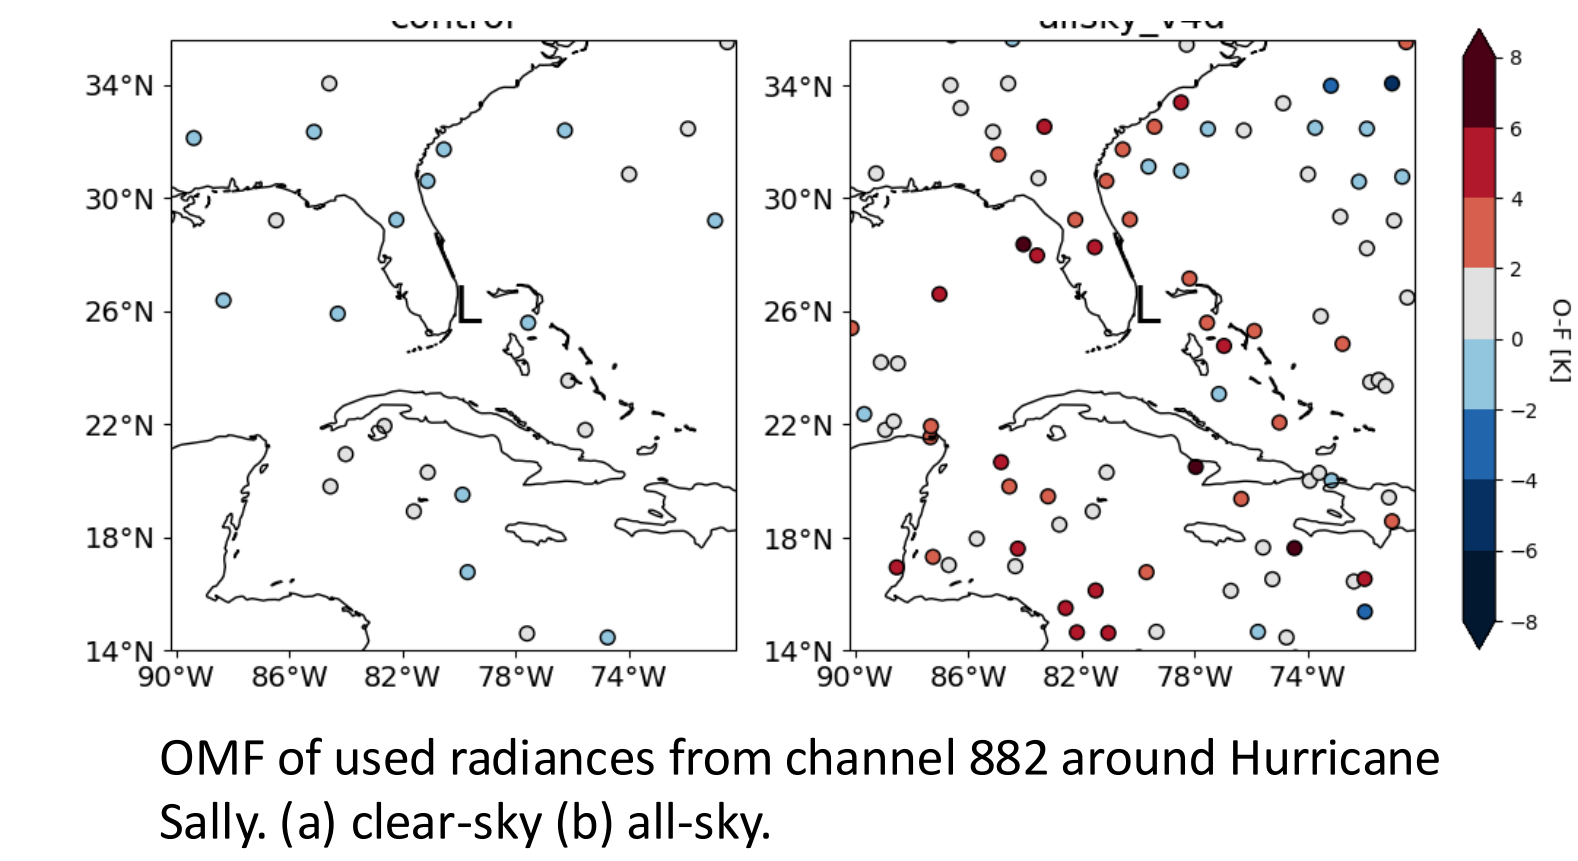 control allsky_v4d
34°N 34°N 8
6
30°N 30°N 4
2
26°N L 26°N L 0
O-F [K]
22°N 22°N −2
−4
18°N 18°N −6
14°N 14°N −8
90°W 86°W 82°W 78°W 74°W 90°W 86°W 82°W 78°W 74°W
OMF of used radiances from channel 882 around Hurricane
Sally. (a) clear-sky (b) all-sky.